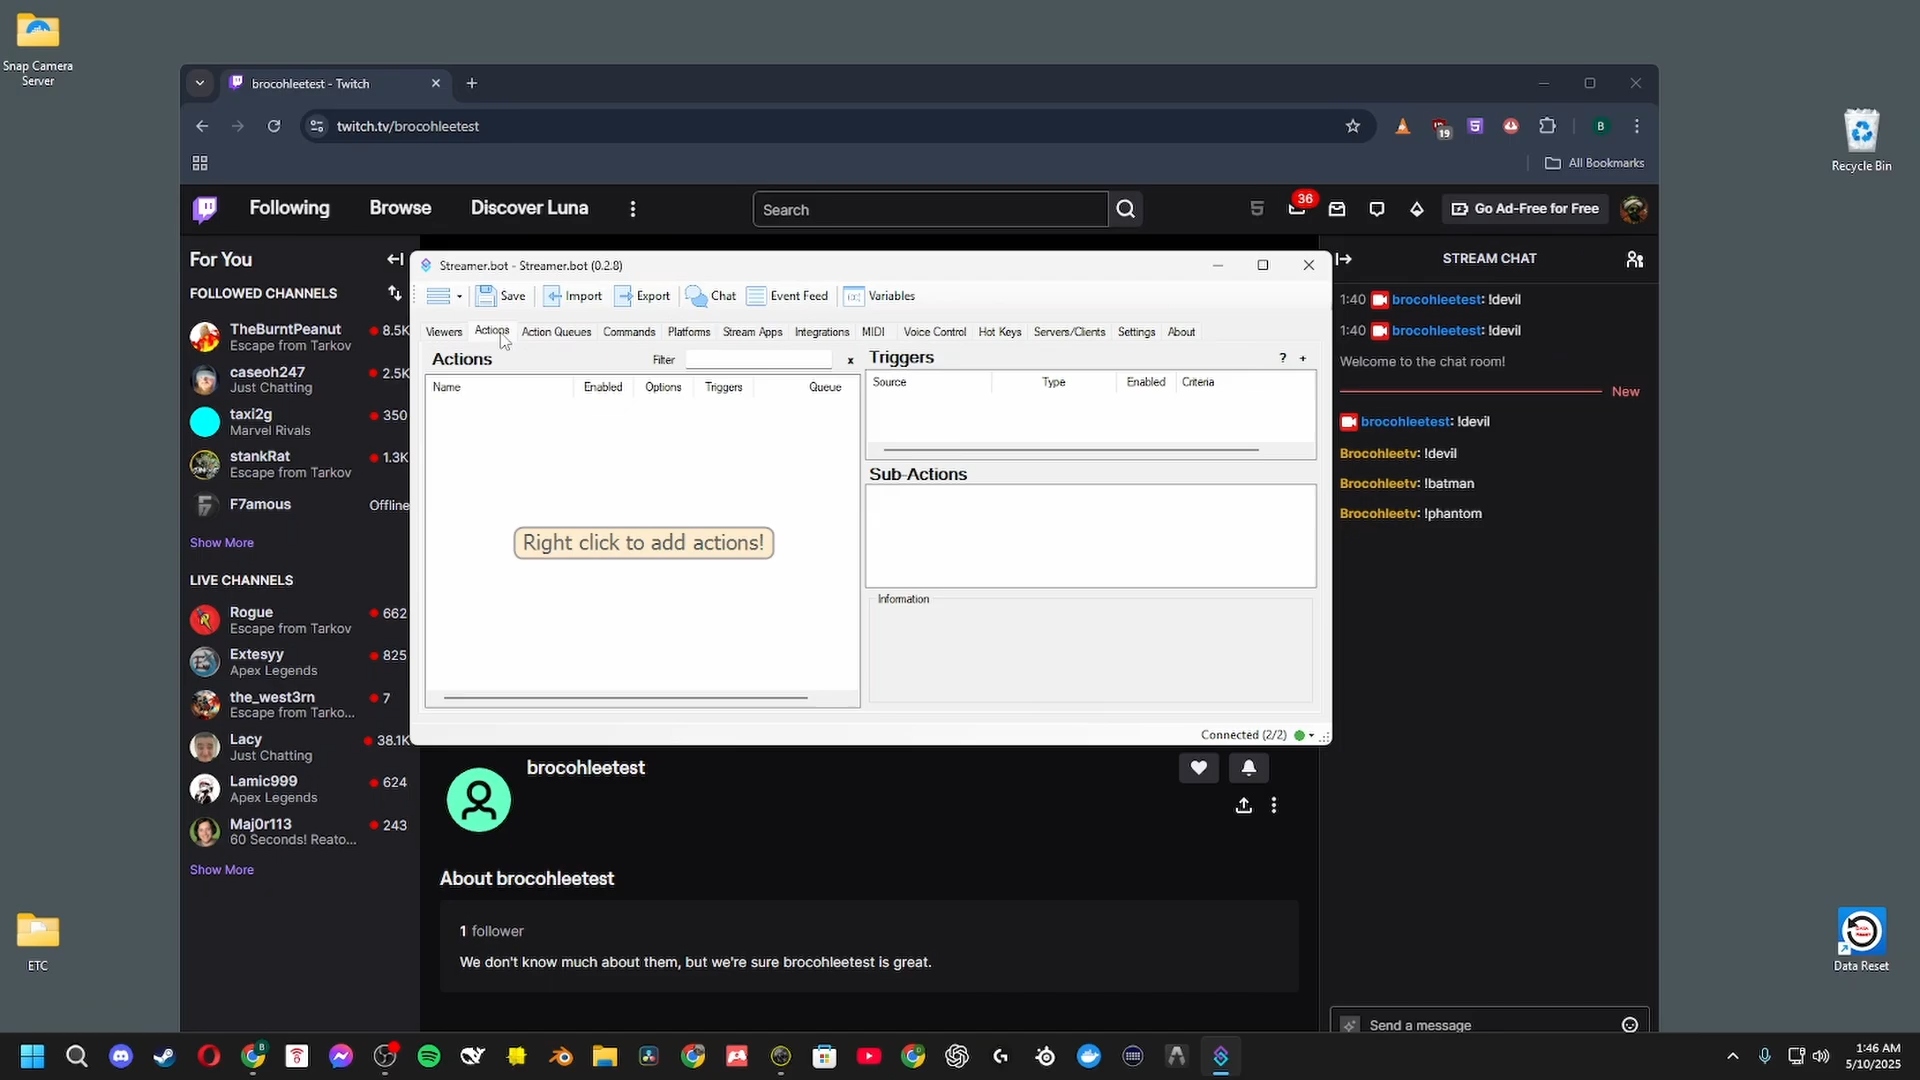 Snap Camera
Server
brocohleetest - Twitch
twitch.tv/brocohleetest
19
B
All Bookmarks
Recycle Bin
Following
Browse
Discover Luna
Search
36
Go Ad-Free for Free
For You
FOLLOWED CHANNELS
TheBurntPeanut
8.5K
Escape from Tarkov
caseoh247
2.5K
Just Chatting
taxi2g
350
Marvel Rivals
stankRat
1.3K
Escape from Tarkov
F7amous
Offline
Show More
LIVE CHANNELS
Rogue
662
Escape from Tarkov
Extesyy
825
Apex Legends
the_west3rn
7
Escape from Tarko...
Lacy
38.1K
Just Chatting
Lamic999
624
Apex Legends
Maj0r113
243
60 Seconds! Reato...
Show More
Streamer.bot - Streamer.bot (0.2.8)
Save
Import
Export
Chat
Event Feed
Variables
Viewers
Actions
Action Queues
Commands
Platforms
Stream Apps
Integrations
MIDI
Voice Control
Hot Keys
Servers/Clients
Settings
About
Actions
Filter
x
Name
Enabled
Options
Triggers
Queue
Right click to add actions!
Triggers
? +
Source
Type
Enabled
Criteria
Sub-Actions
Information
Connected (2/2)
STREAM CHAT
1:40 brocohleetest: !devil
1:40 brocohleetest: !devil
Welcome to the chat room!
New
brocohleetest: !devil
Brocohleetv: !devil
Brocohleetv: !batman
Brocohleetv: !phantom
Send a message
brocohleetest
About brocohleetest
1 follower
We don't know much about them, but we're sure brocohleetest is great.
ETC
Data Reset
1:46 AM
5/10/2025